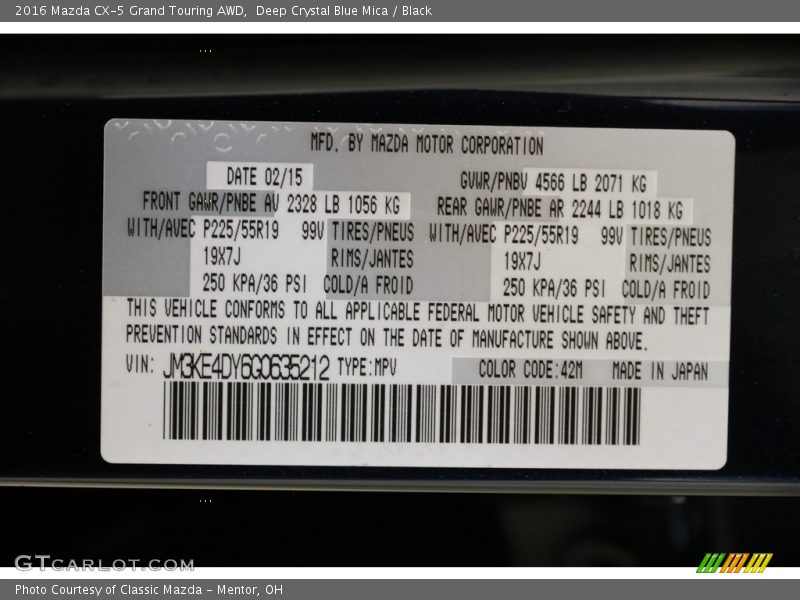 2016 Mazda CX-5 Grand Touring AWD, Deep Crystal Blue Mica / Black
MFD. BY MAZDA MOTOR CORPORATION
DATE 02/15 GVWR/PNBV 4566 LB 2071 KG
FRONT GAWR/PNBE AV 2328 LB 1056 KG REAR GAWR/PNBE AR 2244 LB 1018 KG
WITH/AVEC P225/55R19 99V TIRES/PNEUS WITH/AVEC P225/55R19 99V TIRES/PNEUS
19X7J RIMS/JANTES 19X7J RIMS/JANTES
250 KPA/36 PSI COLD/A FROID 250 KPA/36 PSI COLD/A FROID
THIS VEHICLE CONFORMS TO ALL APPLICABLE FEDERAL MOTOR VEHICLE SAFETY AND THEFT
PREVENTION STANDARDS IN EFFECT ON THE DATE OF MANUFACTURE SHOWN ABOVE.
VIN: JM3KE4DY6G0635212 TYPE:MPV COLOR CODE:42M MADE IN JAPAN
GTCARLOT.COM
Photo Courtesy of Classic Mazda - Mentor, OH